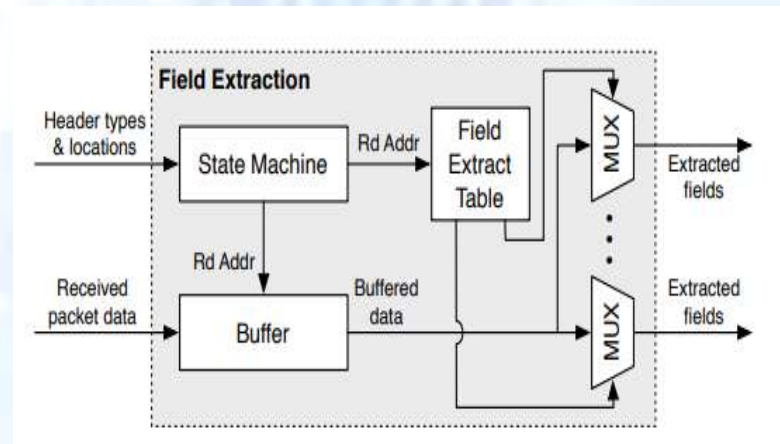 Field Extraction
Header types
& locations
State Machine
Rd Addr
Field
Extract
Table
MUX
Extracted
fields
Rd Addr
Received
packet data
Buffer
Buffered
data
MUX
Extracted
fields